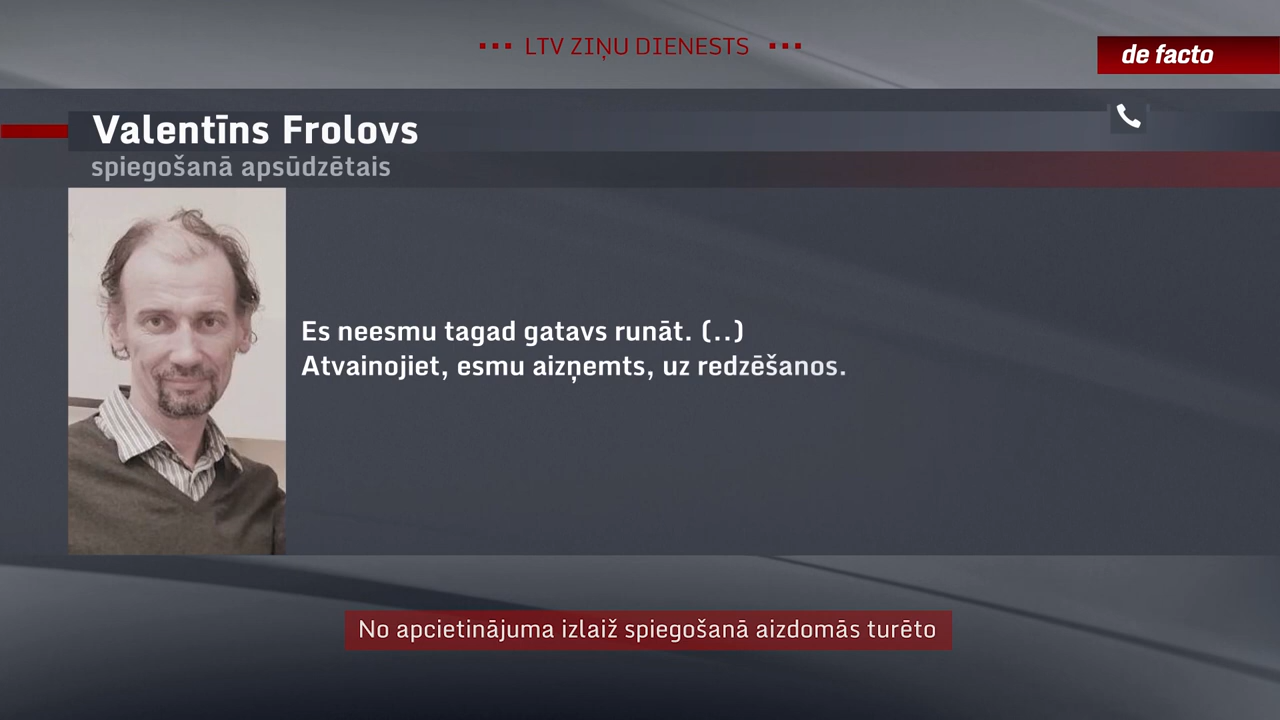 LTV ZIŅU DIENESTS
de facto
Valentīns Frolovs
spiegošanā apsūdzētais
Es neesmu tagad gatavs runāt. (..)
Atvainojiet, esmu aizņemts, uz redzēšanos.
No apcietinājuma izlaiž spiegošanā aizdomās turēto